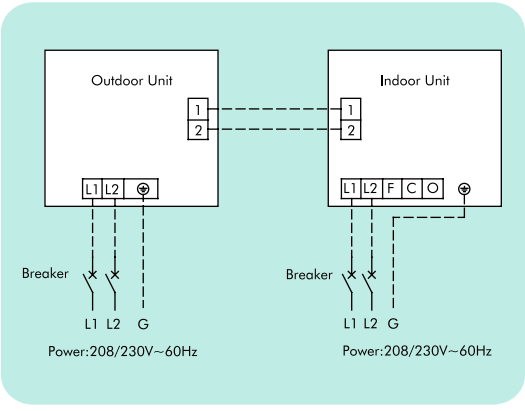 Outdoor Unit
Indoor Unit
1
1
2
2
L1 L2
L1 L2 F C O
Breaker
Breaker
L1 L2 G
L1 L2 G
Power:208/230V~60Hz
Power:208/230V~60Hz